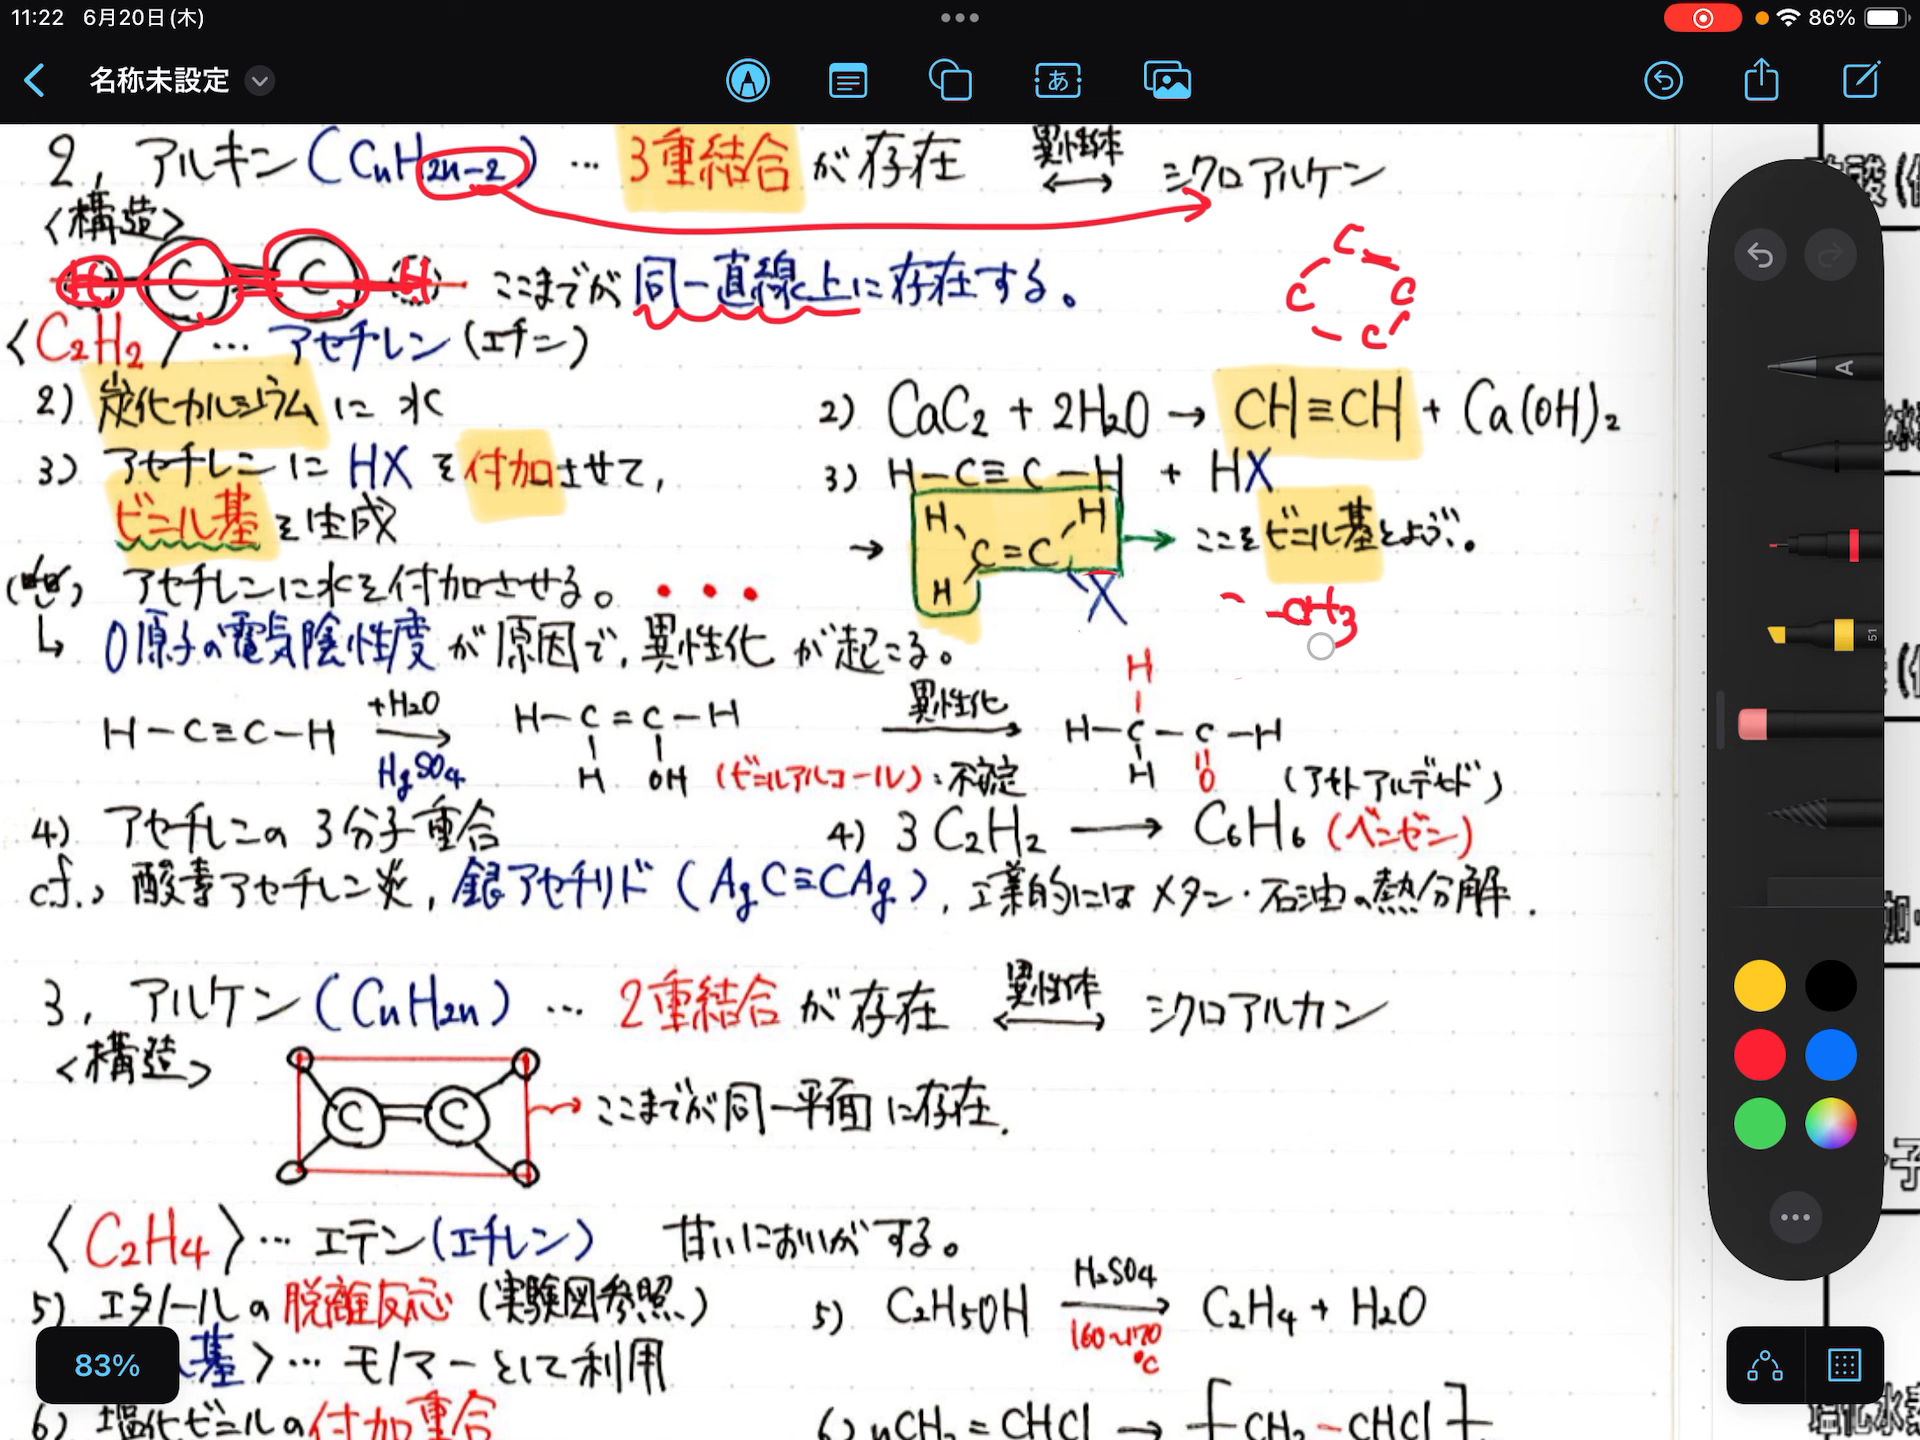 11:22 6月20日(木)
86%
名称未設定
2. アルキン (CnH2n-2) … 3重結合 が存在 異性体 ⟷ シクロアルケン
<構造>
H C≡C H ここまでが同一直線上に存在する。
C C C C
<C2H2> … アセチレン (エチン)
2) 炭化カルシウムに水
2) CaC2 + 2H2O → CH≡CH + Ca(OH)2
3) アセチレンに HX を付加させて,
ビニル基を生成
3) H-C≡C-H + HX
→ H H C=C H X → ここをビニル基とよぶ。
-CH3
アセチレンに水を付加させる。
↳ O原子の電気陰性度が原因で、異性化が起こる。
H-C≡C-H +H2O HgSO4 → H-C=C-H H OH (ビニルアルコール):不安定 異性化 → H H-C-C-H H O (アセトアルデヒド)
4) アセチレンの3分子重合
4) 3C2H2 → C6H6 (ベンゼン)
cf.) 酸素アセチレン炎, 銀アセチリド (AgC≡CAg), 工業的にはメタン・石油の熱分解.
3. アルケン (CnH2n) … 2重結合が存在 異性体 ⟷ シクロアルカン
<構造>
C=C → ここまでが同一平面に存在.
<C2H4> … エテン(エチレン) 甘いにおいがする。
5) エタノールの脱離反応 (実験図参照)
5) C2H5OH H2SO4 160~170℃ → C2H4 + H2O
83%
基> … モノマーとして利用
6) 塩化ビニルの付加重合
6) nCH2=CHCl → [CH2-CHCl]